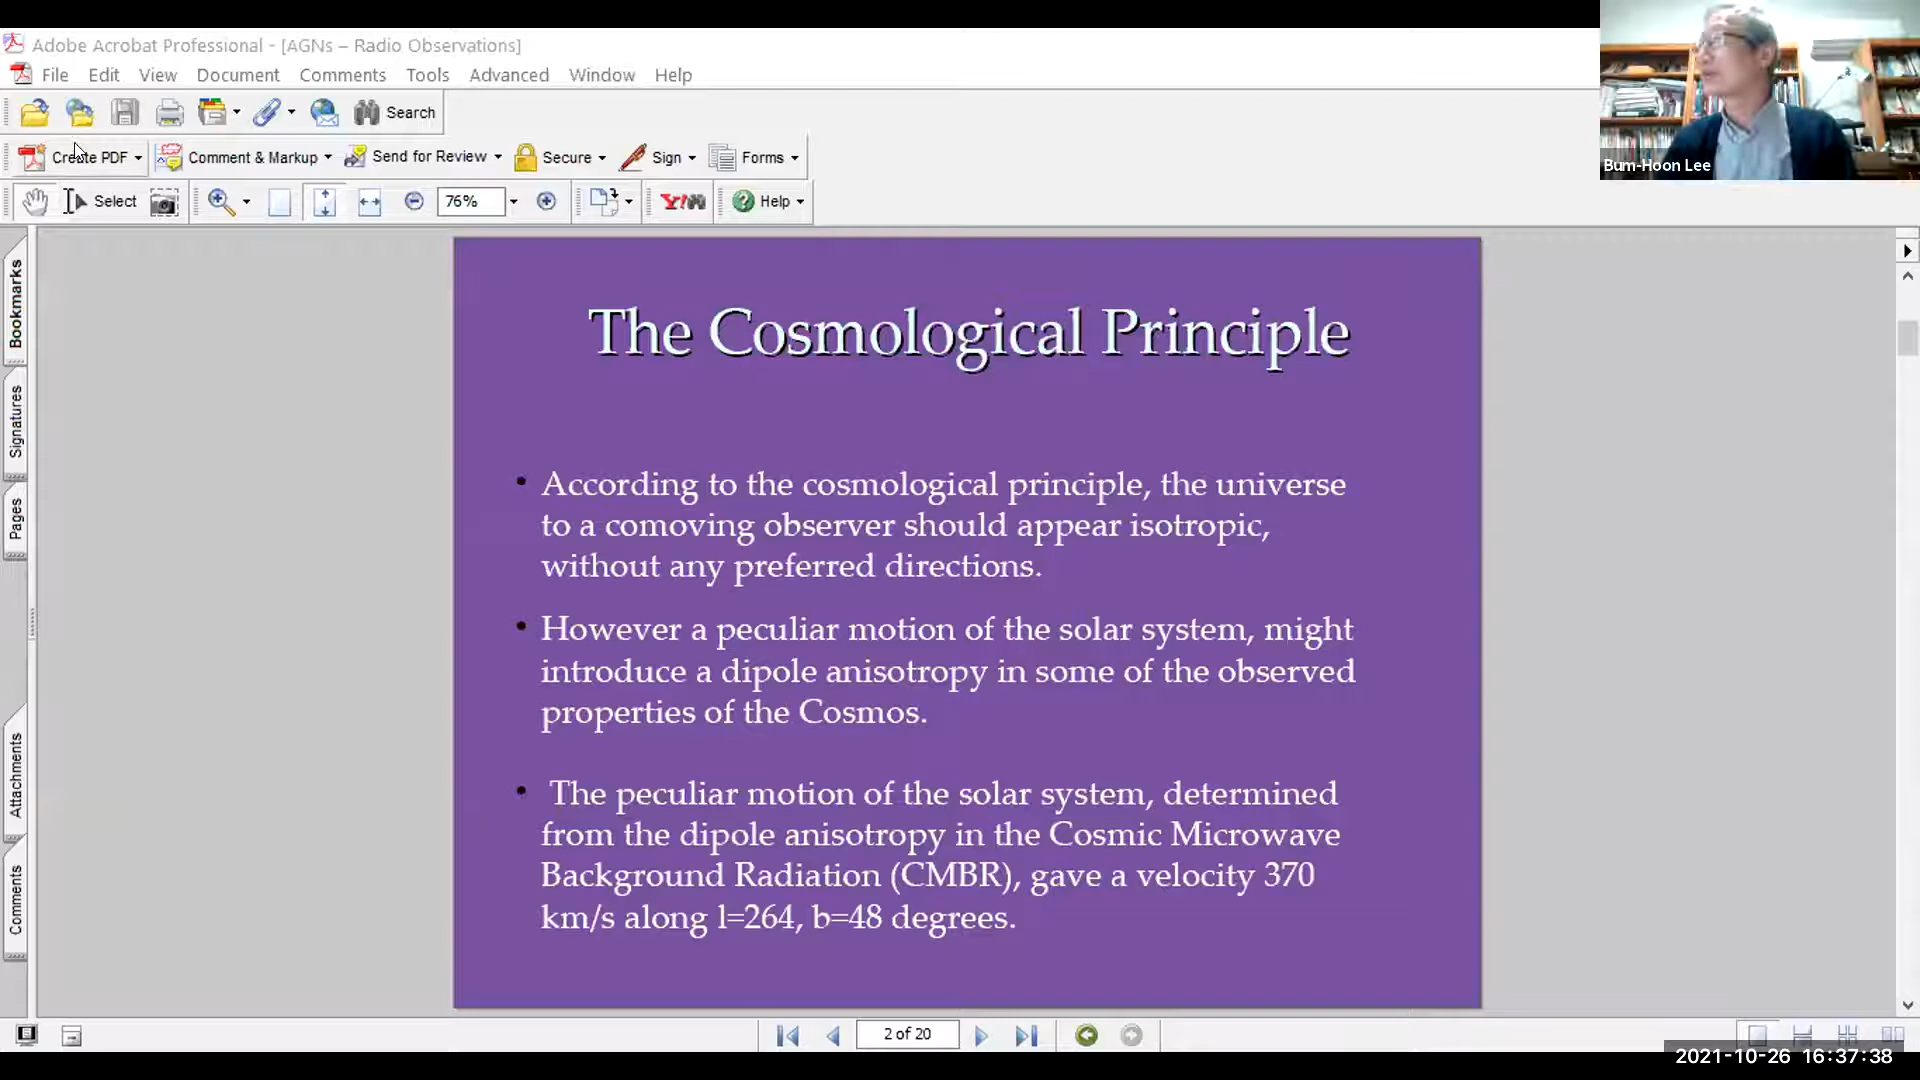 Adobe Acrobat Professional - [AGNs – Radio Observations]
File Edit View Document Comments Tools Advanced Window Help
Search
Create PDF Comment & Markup Send for Review Secure Sign Forms
Select 76% Y! Help
Bum-Hoon Lee
Bookmarks
Signatures
Pages
Attachments
Comments
The Cosmological Principle
• According to the cosmological principle, the universe
to a comoving observer should appear isotropic,
without any preferred directions.
• However a peculiar motion of the solar system, might
introduce a dipole anisotropy in some of the observed
properties of the Cosmos.
• The peculiar motion of the solar system, determined
from the dipole anisotropy in the Cosmic Microwave
Background Radiation (CMBR), gave a velocity 370
km/s along l=264, b=48 degrees.
2 of 20
2021-10-26 16:37:38